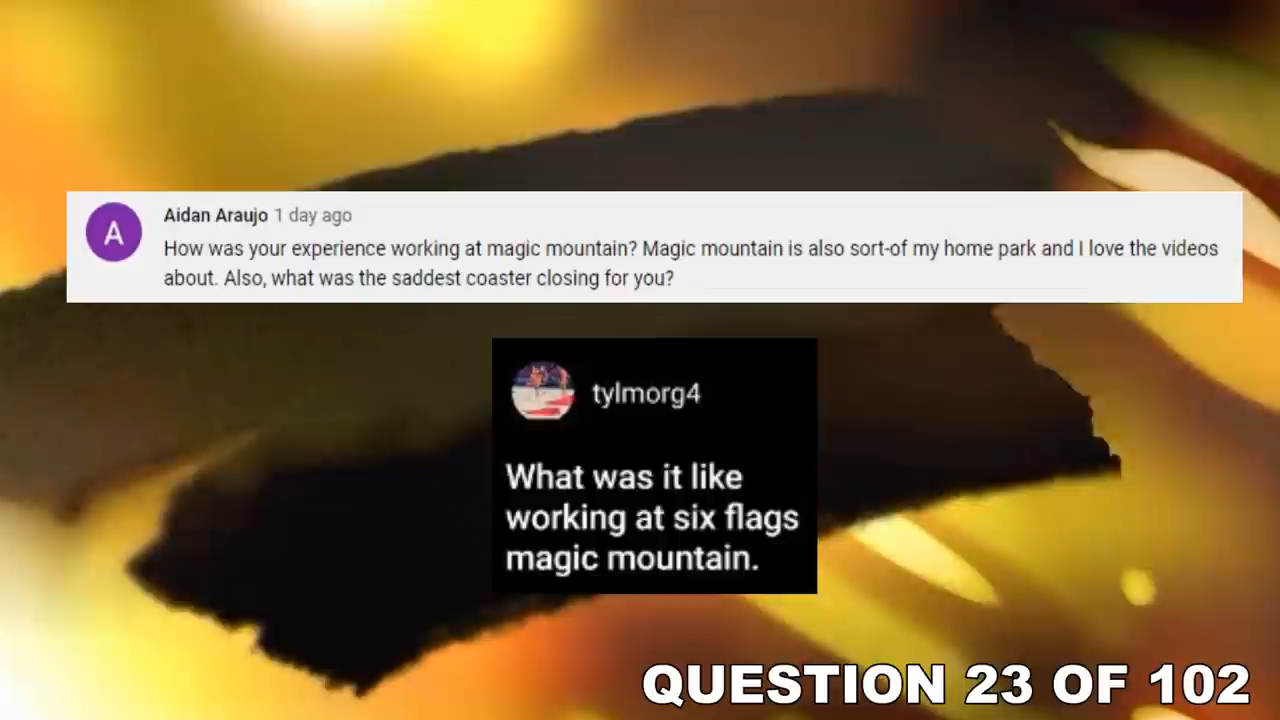 A
Aidan Araujo 1 day ago
How was your experience working at magic mountain? Magic mountain is also sort-of my home park and I love the videos
about. Also, what was the saddest coaster closing for you?
tylmorg4
What was it like
working at six flags
magic mountain.
QUESTION 23 OF 102